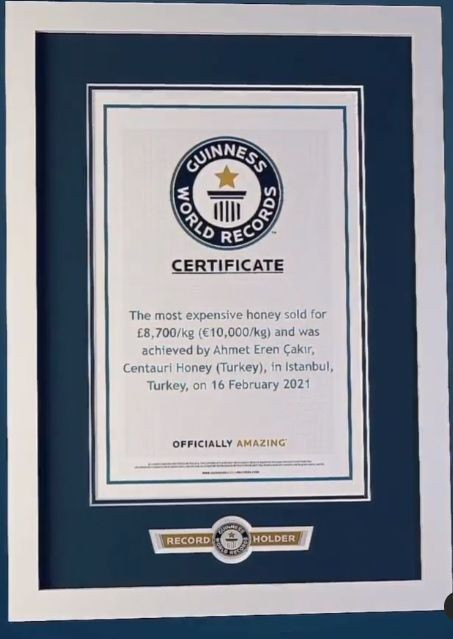 GUINNESS
WORLD RECORDS
CERTIFICATE
The most expensive honey sold for
£8,700/kg (€10,000/kg) and was
achieved by Ahmet Eren Çakır,
Centauri Honey (Turkey), in Istanbul,
Turkey, on 16 February 2021
OFFICIALLY AMAZING
RECORD HOLDER
GUINNESS
WORLD RECORDS